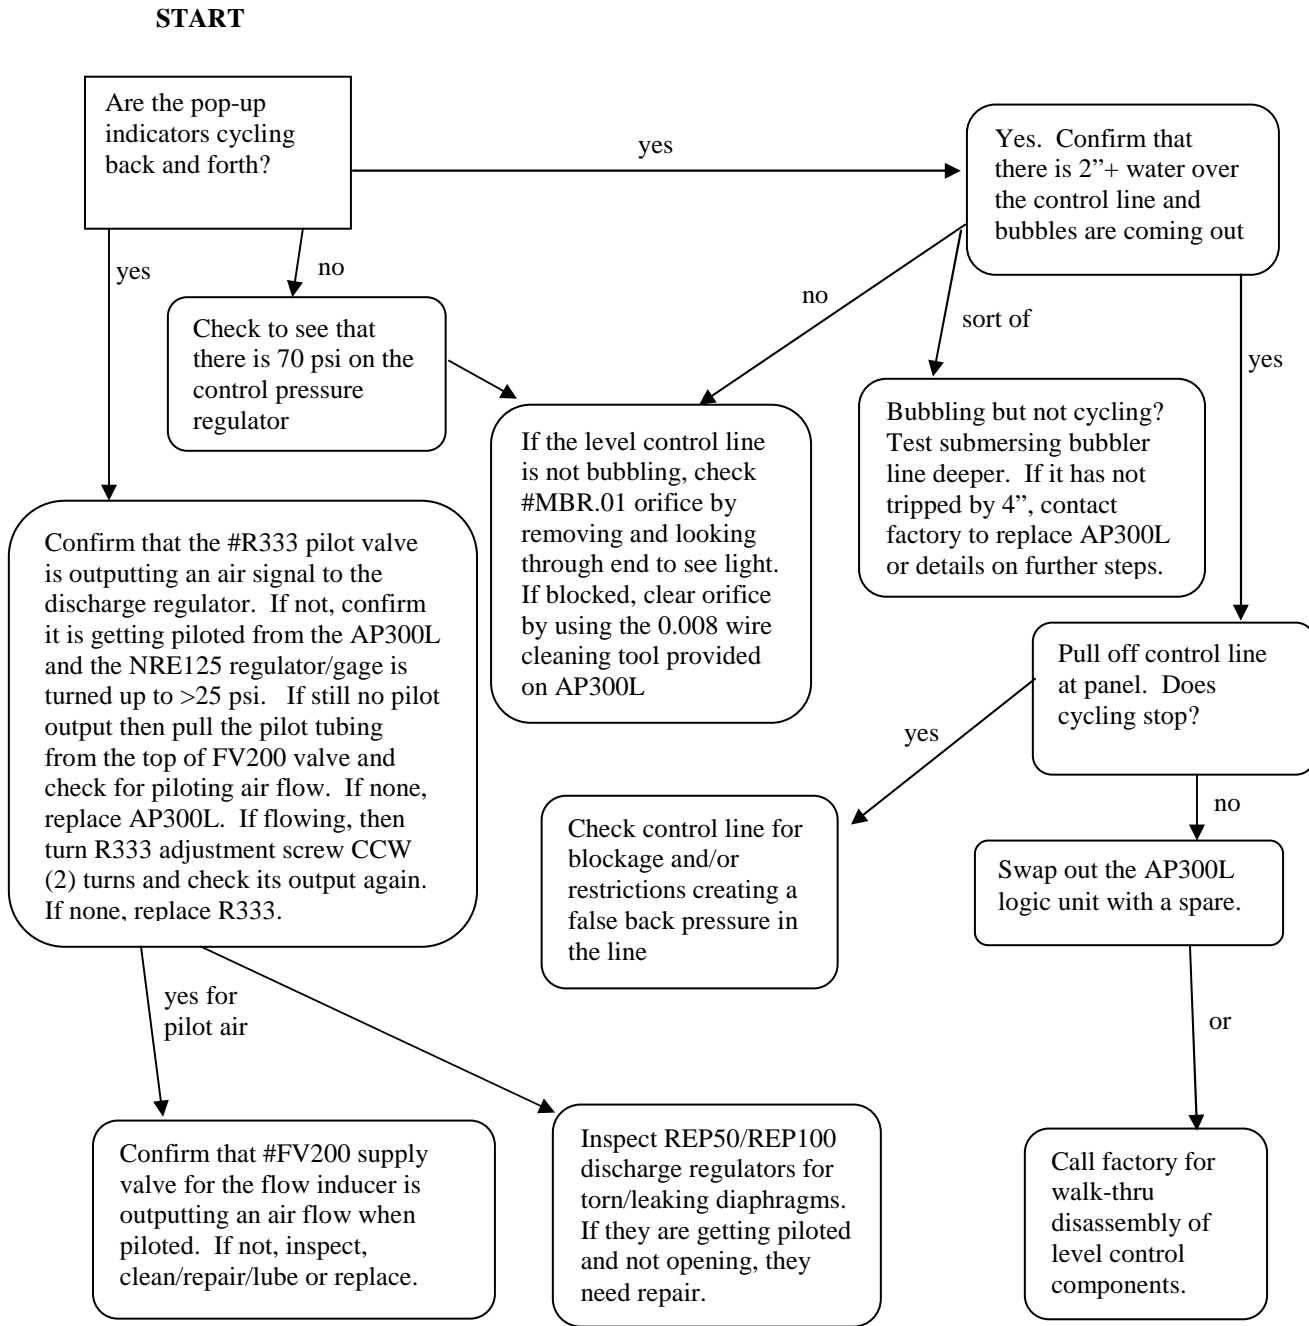 START
Are the pop-up
indicators cycling
back and forth?
yes
Yes.  Confirm that
there is 2”+ water over
the control line and
bubbles are coming out
yes
no
Check to see that
there is 70 psi on the
control pressure
regulator
no
sort of
yes
If the level control line
is not bubbling, check
#MBR.01 orifice by
removing and looking
through end to see light.
If blocked, clear orifice
by using the 0.008 wire
cleaning tool provided
on AP300L
Bubbling but not cycling?
Test submersing bubbler
line deeper.  If it has not
tripped by 4”, contact
factory to replace AP300L
or details on further steps.
Confirm that the #R333 pilot valve
is outputting an air signal to the
discharge regulator.  If not, confirm
it is getting piloted from the AP300L
and the NRE125 regulator/gage is
turned up to >25 psi.   If still no pilot
output then pull the pilot tubing
from the top of FV200 valve and
check for piloting air flow.  If none,
replace AP300L.  If flowing, then
turn R333 adjustment screw CCW
(2) turns and check its output again.
If none, replace R333.
Pull off control line
at panel.  Does
cycling stop?
yes
no
Check control line for
blockage and/or
restrictions creating a
false back pressure in
the line
Swap out the AP300L
logic unit with a spare.
yes for
pilot air
or
Confirm that #FV200 supply
valve for the flow inducer is
outputting an air flow when
piloted.  If not, inspect,
clean/repair/lube or replace.
Inspect REP50/REP100
discharge regulators for
torn/leaking diaphragms.
If they are getting piloted
and not opening, they
need repair.
Call factory for
walk-thru
disassembly of
level control
components.